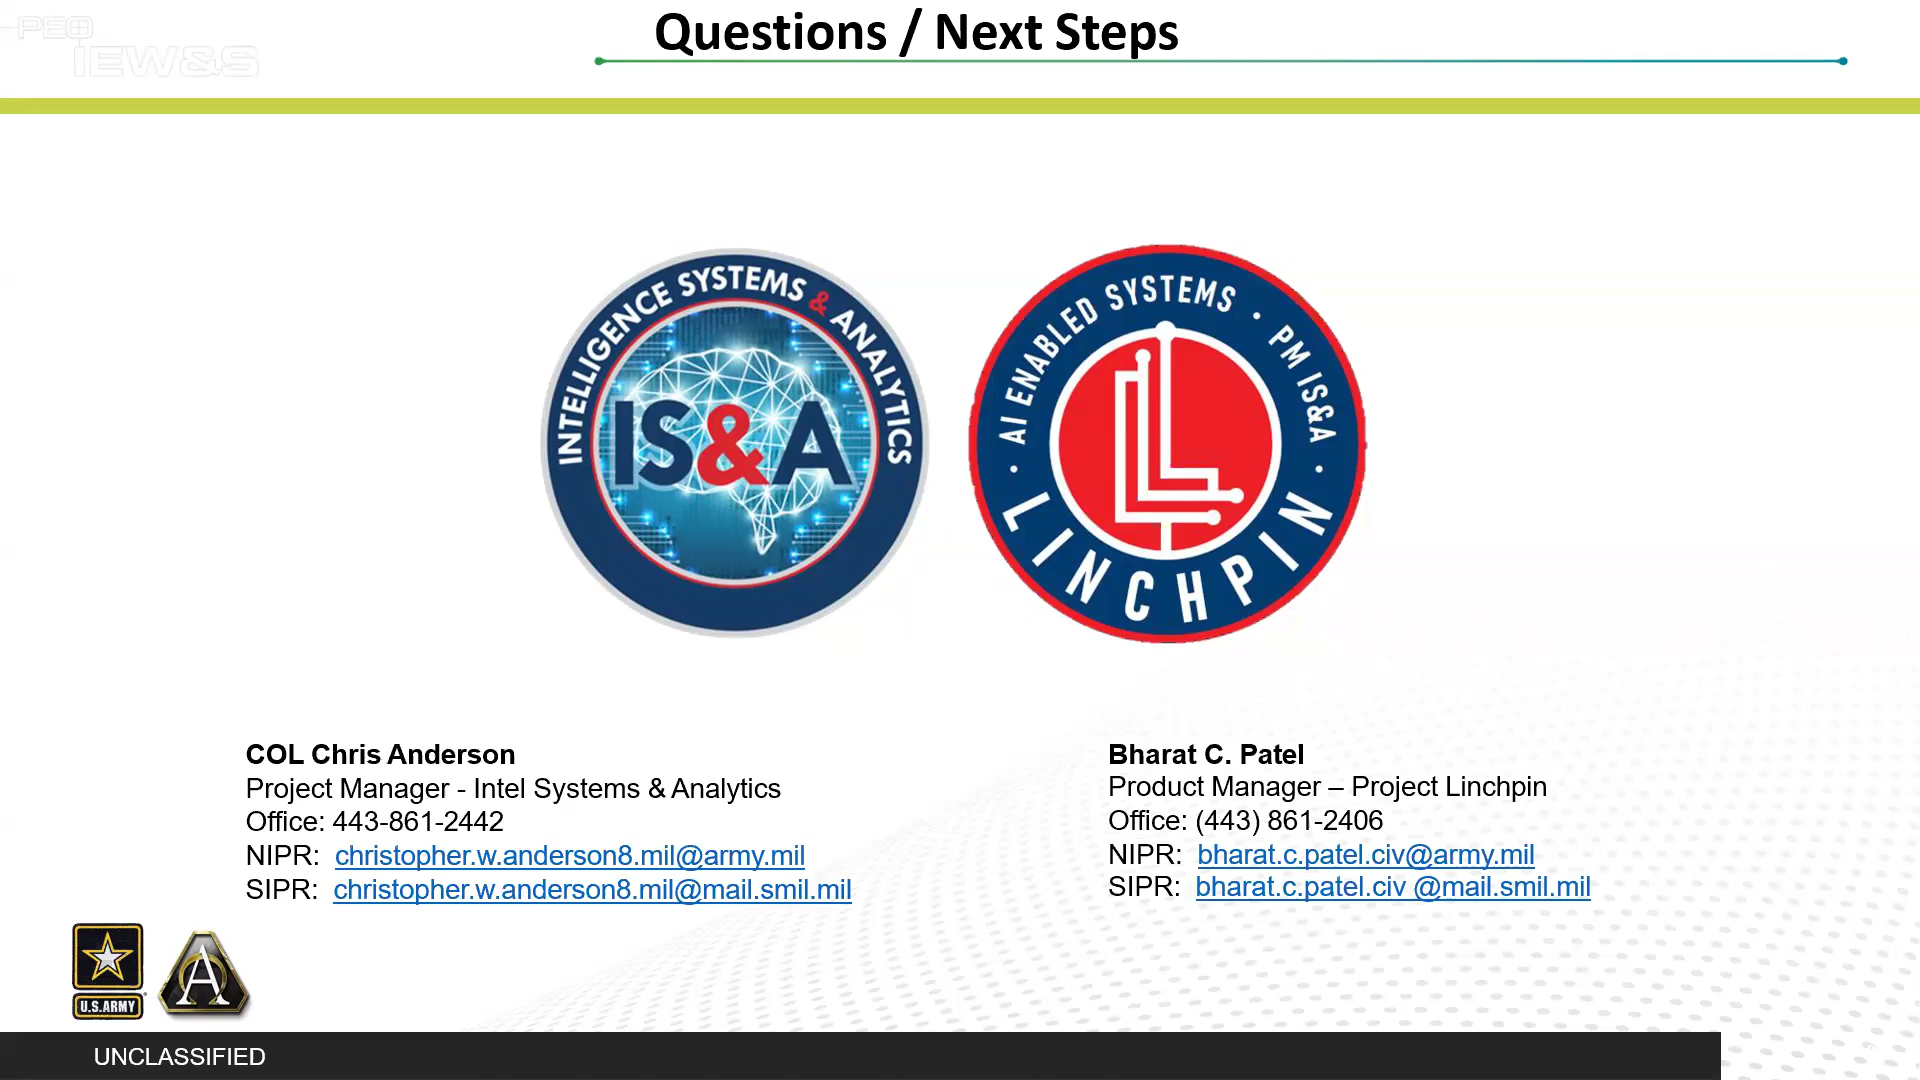 PEO
IEW&S
Questions / Next Steps
INTELLIGENCE SYSTEMS & ANALYTICS
IS&A
· AI ENABLED SYSTEMS · PM IS&A ·
LINCHPIN
COL Chris Anderson
Project Manager - Intel Systems & Analytics
Office: 443-861-2442
NIPR: christopher.w.anderson8.mil@army.mil
SIPR: christopher.w.anderson8.mil@mail.smil.mil
Bharat C. Patel
Product Manager – Project Linchpin
Office: (443) 861-2406
NIPR: bharat.c.patel.civ@army.mil
SIPR: bharat.c.patel.civ @mail.smil.mil
U.S.ARMY
A
UNCLASSIFIED